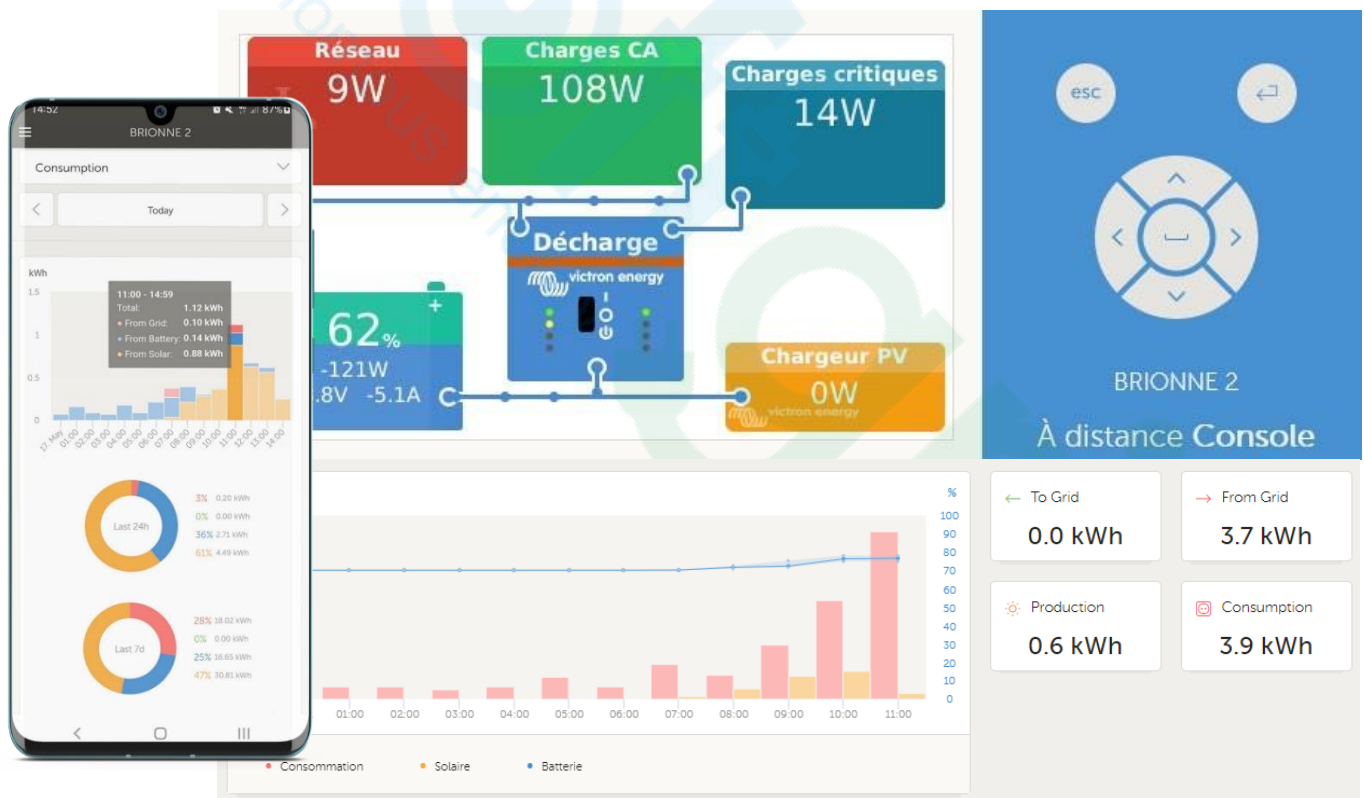 14:52
87%
BRIONNE 2
Consumption
Today
kWh
1.5
1
0.5
0
11:00 - 14:59
Total: 1.12 kWh
From Grid: 0.10 kWh
From Battery: 0.14 kWh
From Solar: 0.88 kWh
17. May 01:00 02:00 03:00 04:00 05:00 06:00 07:00 08:00 09:00 10:00 11:00 12:00 13:00 14:00
Last 24h
3% 0.20 kWh
0% 0.00 kWh
36% 2.71 kWh
61% 4.49 kWh
Last 7d
28% 18.02 kWh
0% 0.00 kWh
25% 16.65 kWh
47% 30.81 kWh
Réseau
9W
Charges CA
108W
Charges critiques
14W
Décharge
victron energy
62%
-121W
.8V -5.1A
Chargeur PV
0W
victron energy
esc
BRIONNE 2
À distance Console
%
100
90
80
70
60
50
40
30
20
10
0
01:00 02:00 03:00 04:00 05:00 06:00 07:00 08:00 09:00 10:00 11:00
Consommation
Solaire
Batterie
To Grid
0.0 kWh
From Grid
3.7 kWh
Production
0.6 kWh
Consumption
3.9 kWh